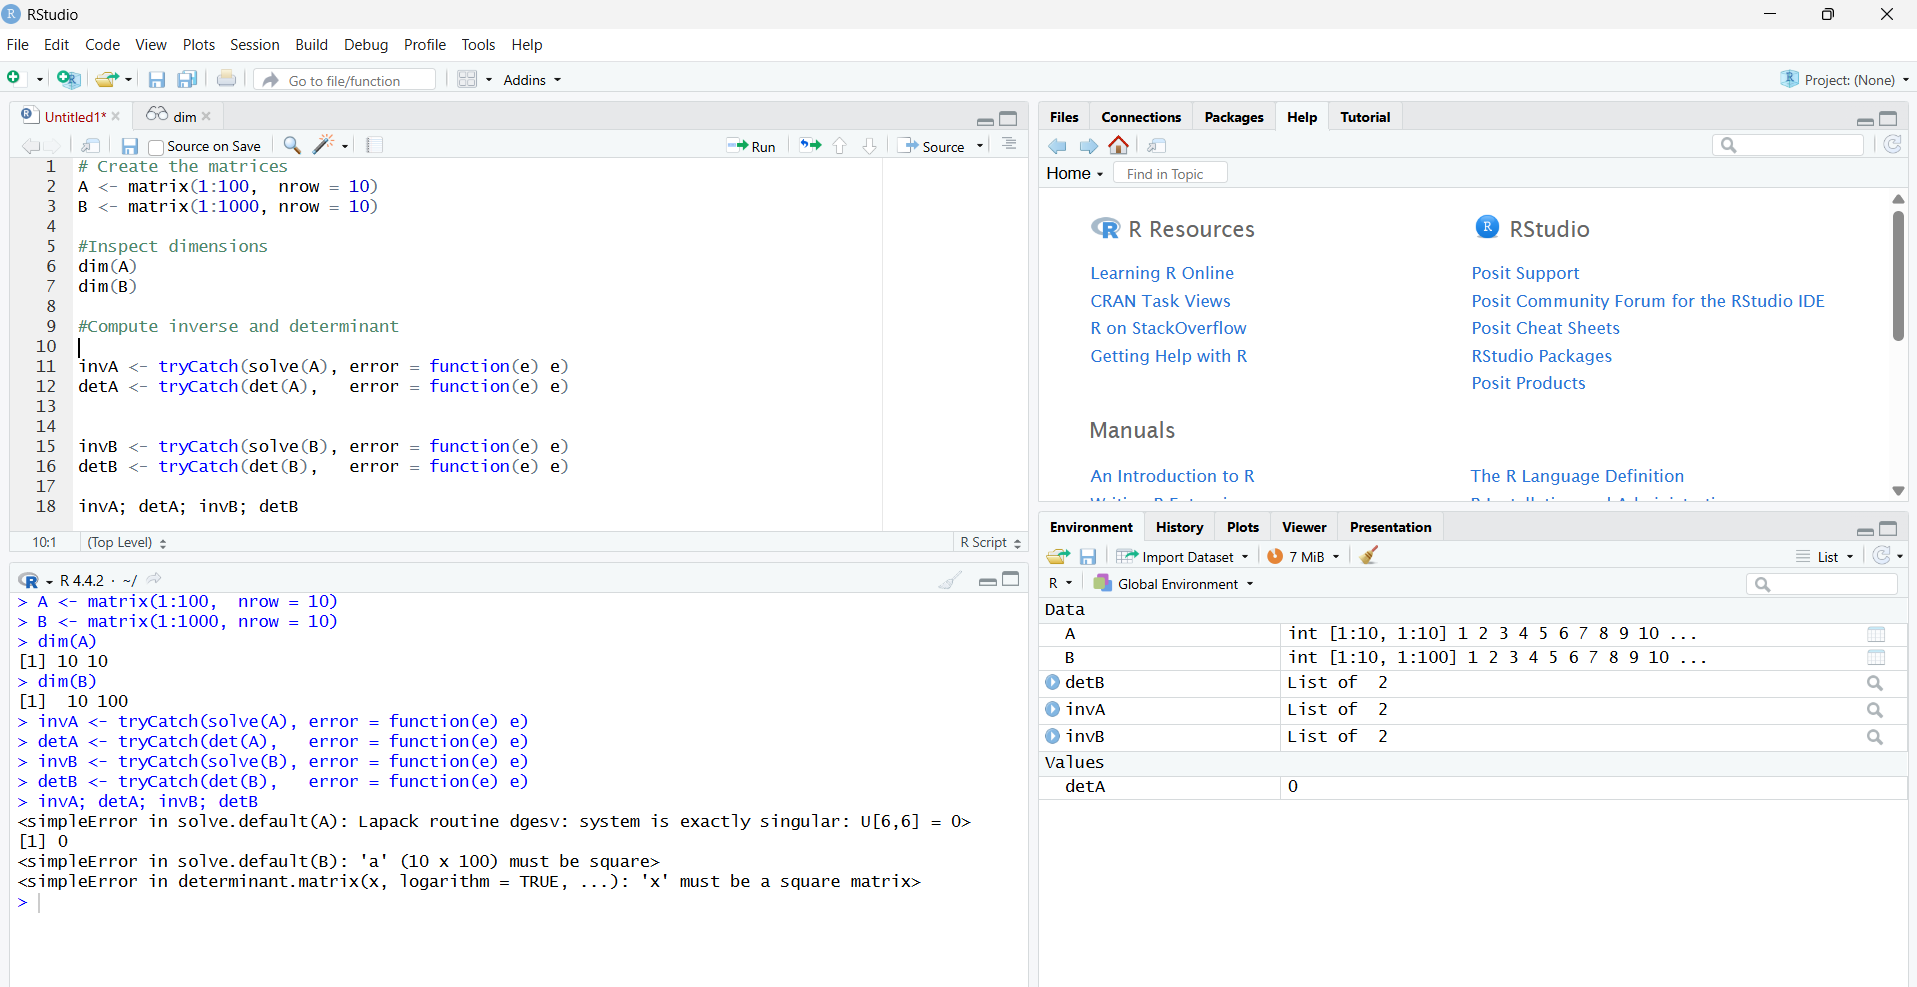 RStudio
File Edit Code View Plots Session Build Debug Profile Tools Help
Go to file/function Addins Project: (None)
Untitled1* dim
Source on Save Run Source
1 # Create the matrices
2 A <- matrix(1:100,  nrow = 10)
3 B <- matrix(1:1000, nrow = 10)
4
5 #Inspect dimensions
6 dim(A)
7 dim(B)
8
9 #Compute inverse and determinant
10
11 invA <- tryCatch(solve(A), error = function(e) e)
12 detA <- tryCatch(det(A),   error = function(e) e)
13
14
15 invB <- tryCatch(solve(B), error = function(e) e)
16 detB <- tryCatch(det(B),   error = function(e) e)
17
18 invA; detA; invB; detB
10:1 (Top Level) R Script
R R 4.4.2 · ~/
> A <- matrix(1:100,  nrow = 10)
> B <- matrix(1:1000, nrow = 10)
> dim(A)
[1] 10 10
> dim(B)
[1]  10 100
> invA <- tryCatch(solve(A), error = function(e) e)
> detA <- tryCatch(det(A),   error = function(e) e)
> invB <- tryCatch(solve(B), error = function(e) e)
> detB <- tryCatch(det(B),   error = function(e) e)
> invA; detA; invB; detB
<simpleError in solve.default(A): Lapack routine dgesv: system is exactly singular: U[6,6] = 0>
[1] 0
<simpleError in solve.default(B): 'a' (10 x 100) must be square>
<simpleError in determinant.matrix(x, logarithm = TRUE, ...): 'x' must be a square matrix>
>
Files Connections Packages Help Tutorial
Home Find in Topic
R R Resources
Learning R Online
CRAN Task Views
R on StackOverflow
Getting Help with R
R RStudio
Posit Support
Posit Community Forum for the RStudio IDE
Posit Cheat Sheets
RStudio Packages
Posit Products
Manuals
An Introduction to R
The R Language Definition
Environment History Plots Viewer Presentation
Import Dataset 7 MiB List
R Global Environment
Data
A int [1:10, 1:10] 1 2 3 4 5 6 7 8 9 10 ...
B int [1:10, 1:100] 1 2 3 4 5 6 7 8 9 10 ...
detB List of  2
invA List of  2
invB List of  2
Values
detA 0